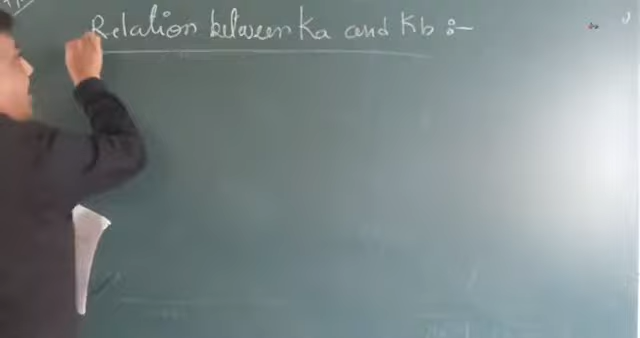 Relation between Ka and Kb :-